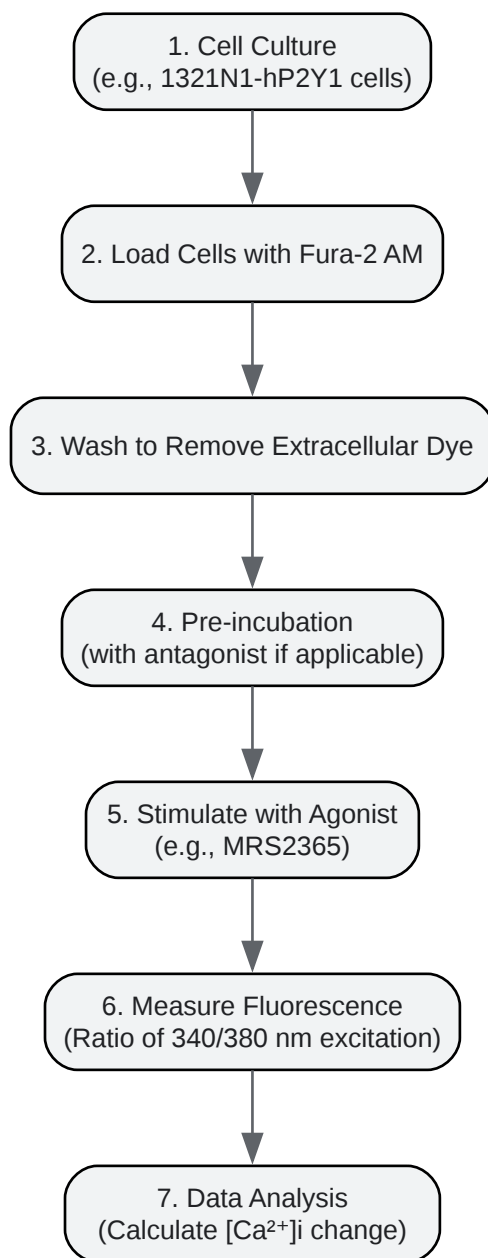 1. Cell Culture
(e.g., 1321N1-hP2Y1 cells)
2. Load Cells with Fura-2 AM
3. Wash to Remove Extracellular Dye
4. Pre-incubation
(with antagonist if applicable)
5. Stimulate with Agonist
(e.g., MRS2365)
6. Measure Fluorescence
(Ratio of 340/380 nm excitation)
7. Data Analysis
(Calculate [Ca²⁺]i change)